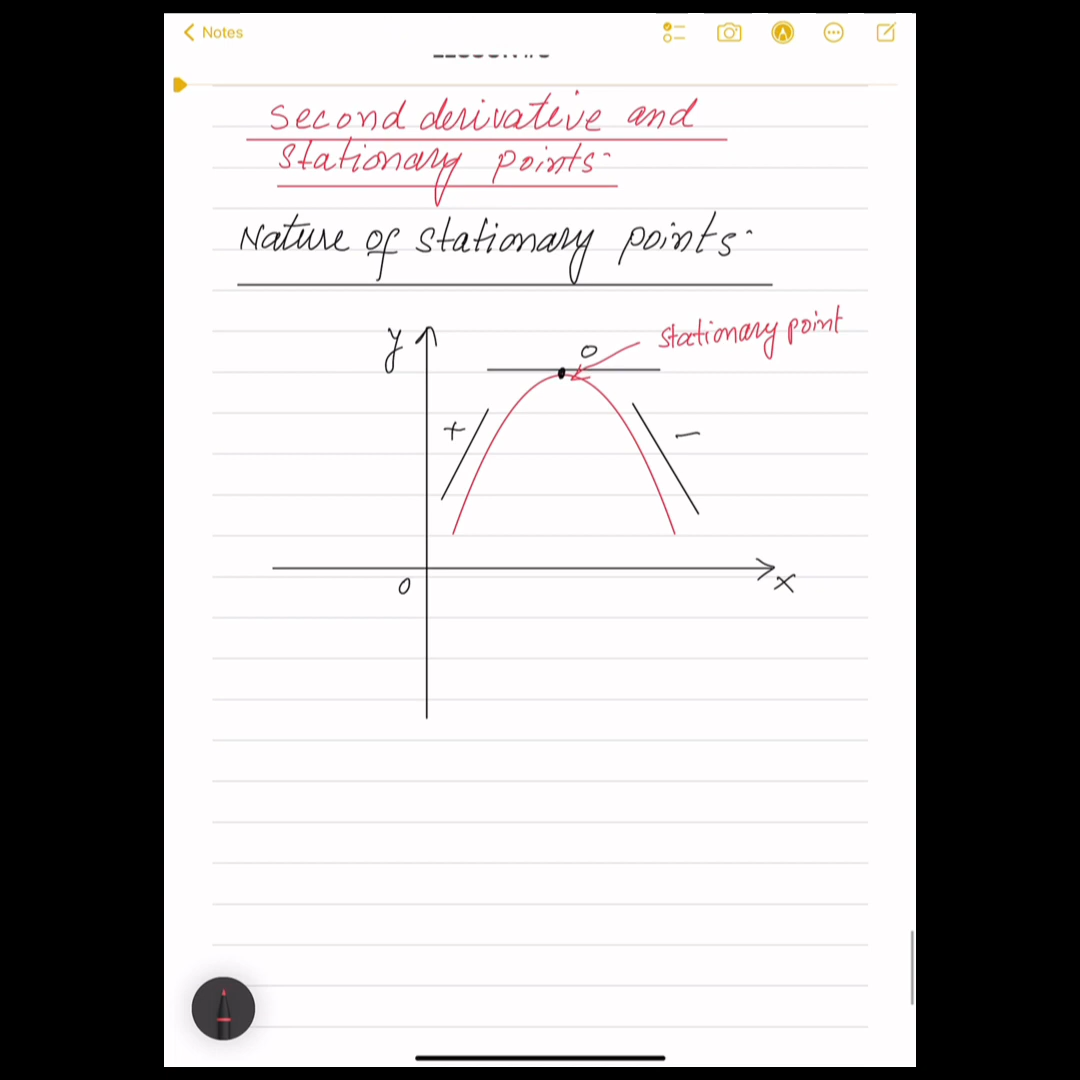 Notes
Second derivative and
Stationary points.
Nature of stationary points.
y
stationary point
0
+
-
0
x